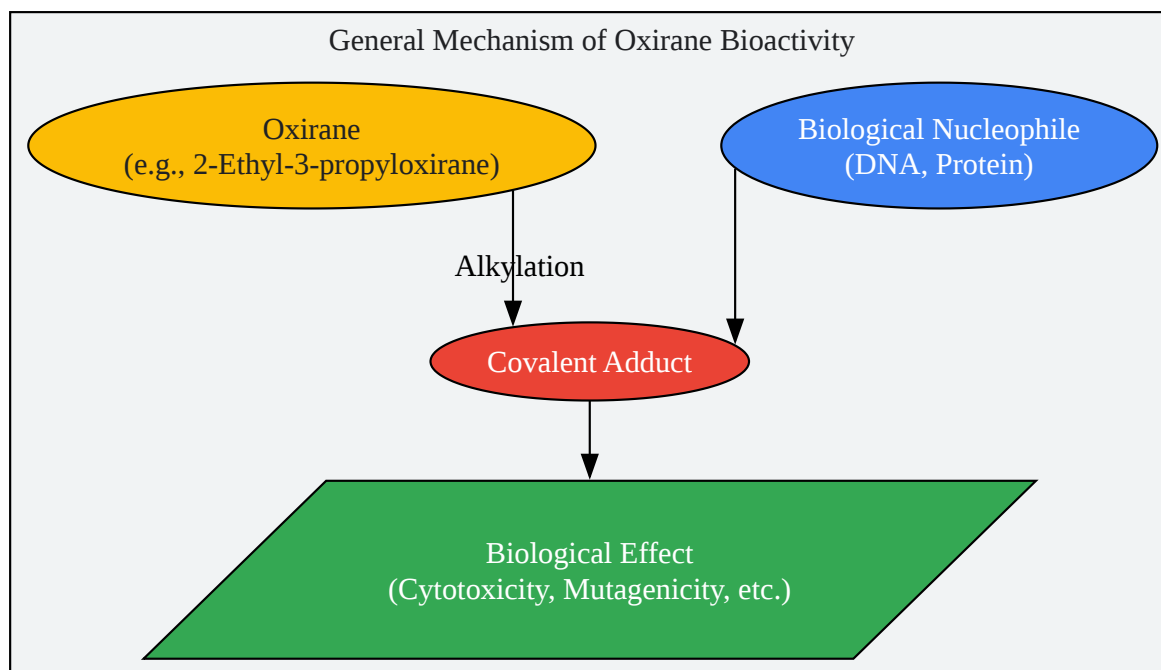 General Mechanism of Oxirane Bioactivity
Oxirane
(e.g., 2-Ethyl-3-propyloxirane)
Biological Nucleophile
(DNA, Protein)
Alkylation
Covalent Adduct
Biological Effect
(Cytotoxicity, Mutagenicity, etc.)